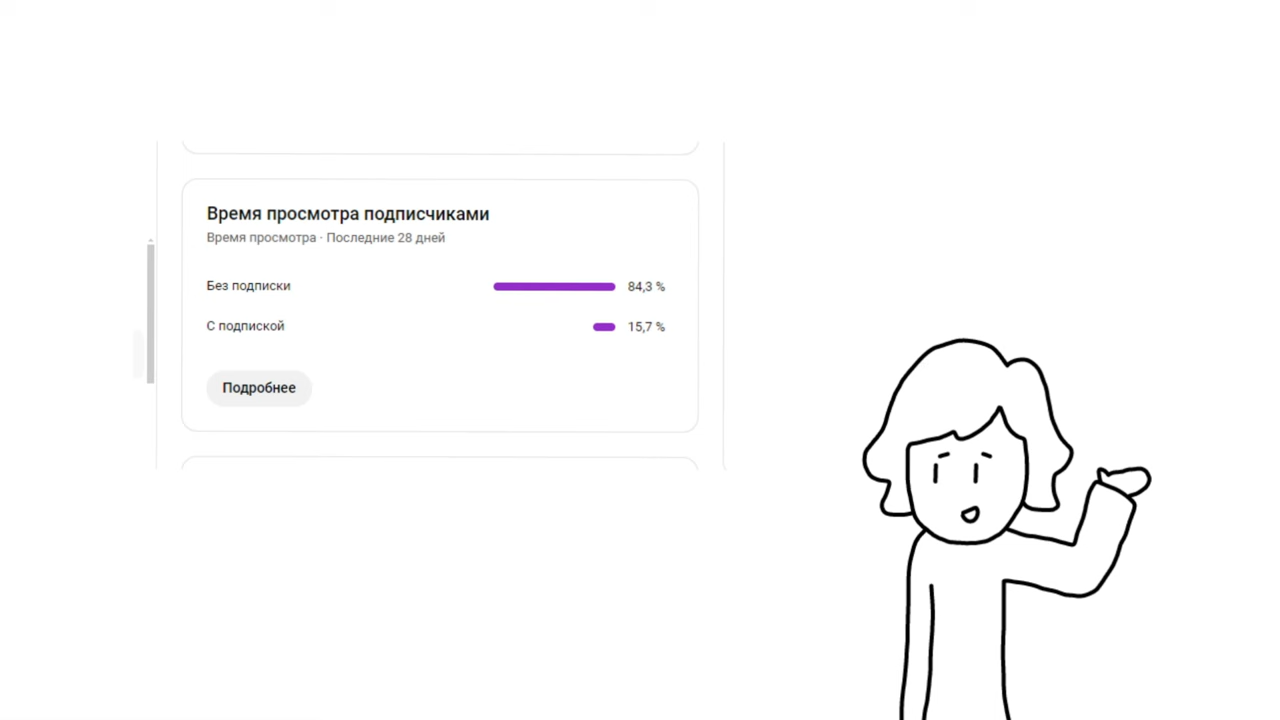 Время просмотра подписчиками
Время просмотра · Последние 28 дней
Без подписки 84,3 %
С подпиской 15,7 %
Подробнее